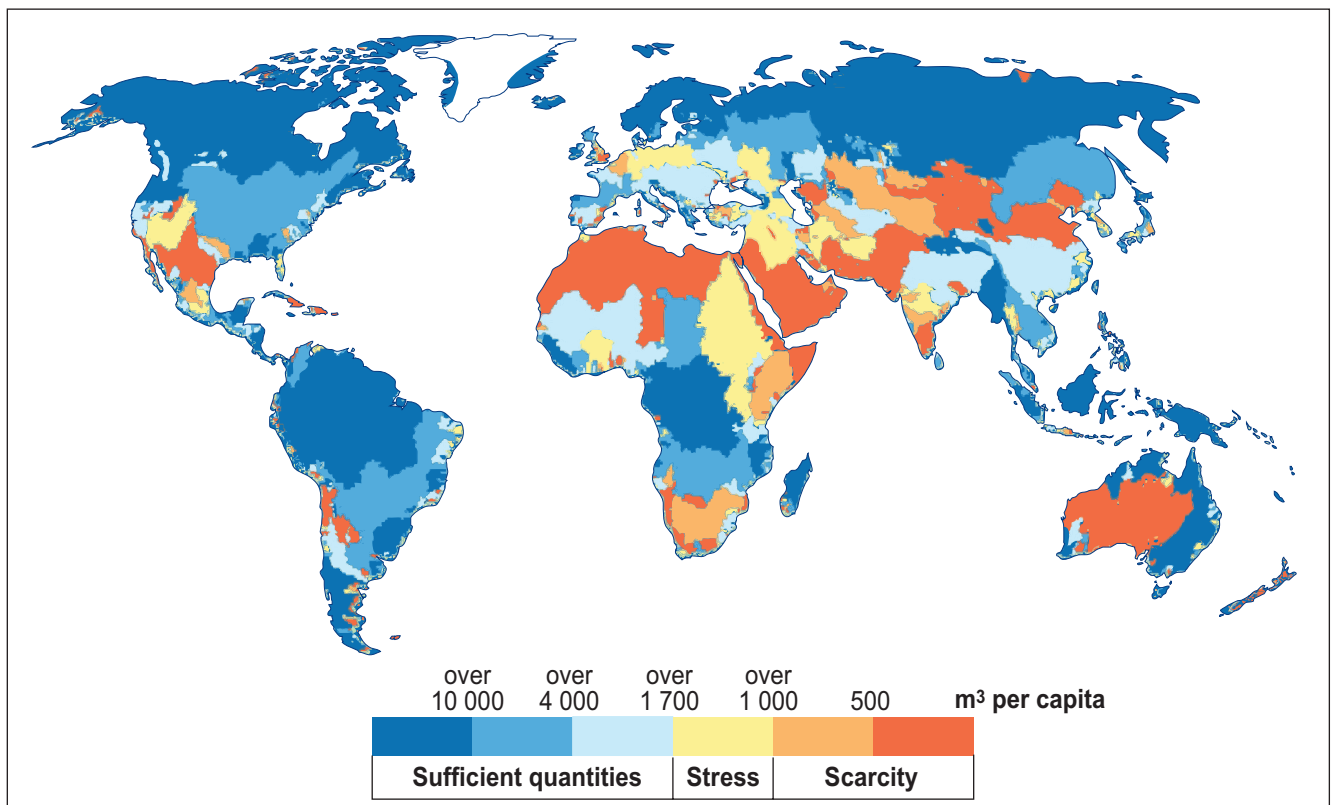 over over over over
10 000 4 000 1 700 1 000 500 m³ per capita
Sufficient quantities Stress Scarcity